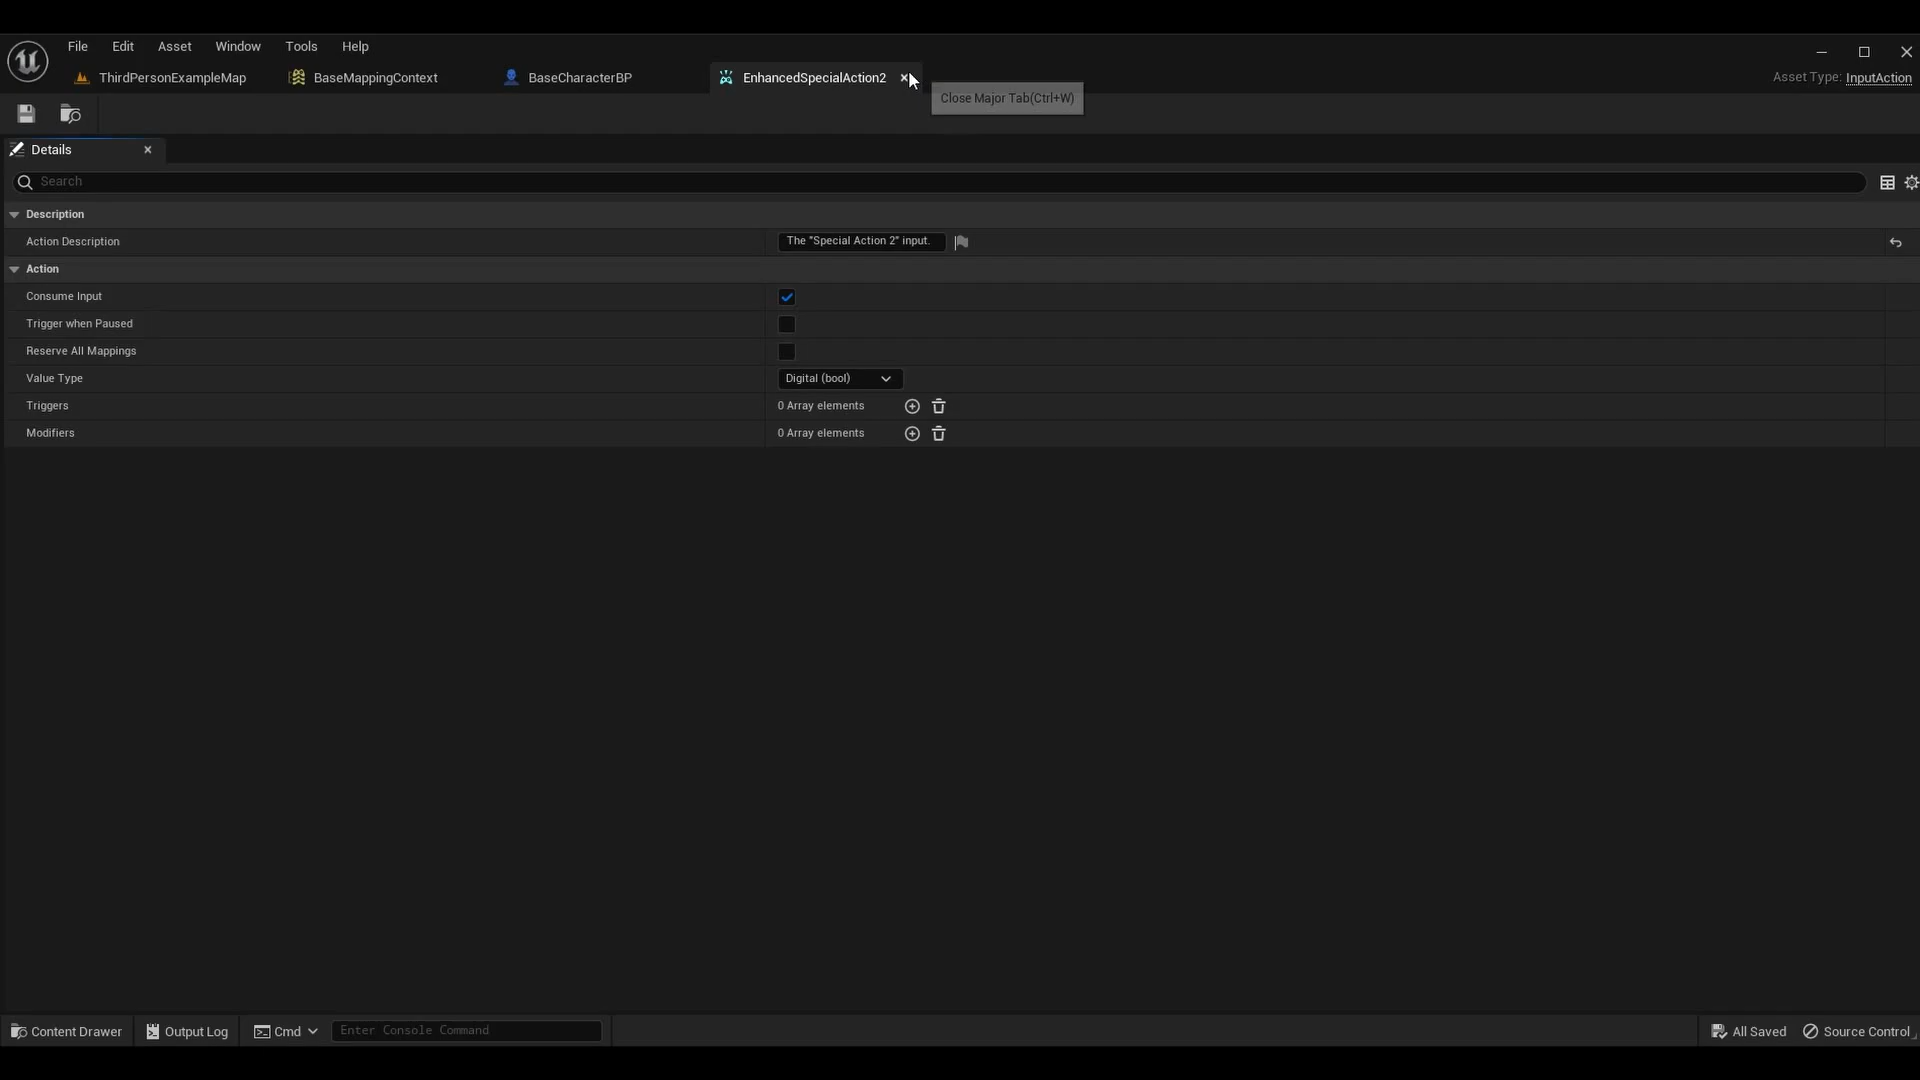 File Edit Asset Window Tools Help
ThirdPersonExampleMap BaseMappingContext BaseCharacterBP EnhancedSpecialAction2 Asset Type: InputAction
Close Major Tab(Ctrl+W)
Details
Search
Description
Action Description The "Special Action 2" input.
Action
Consume Input
Trigger when Paused
Reserve All Mappings
Value Type Digital (bool)
Triggers 0 Array elements
Modifiers 0 Array elements
Content Drawer Output Log Cmd Enter Console Command All Saved Source Control